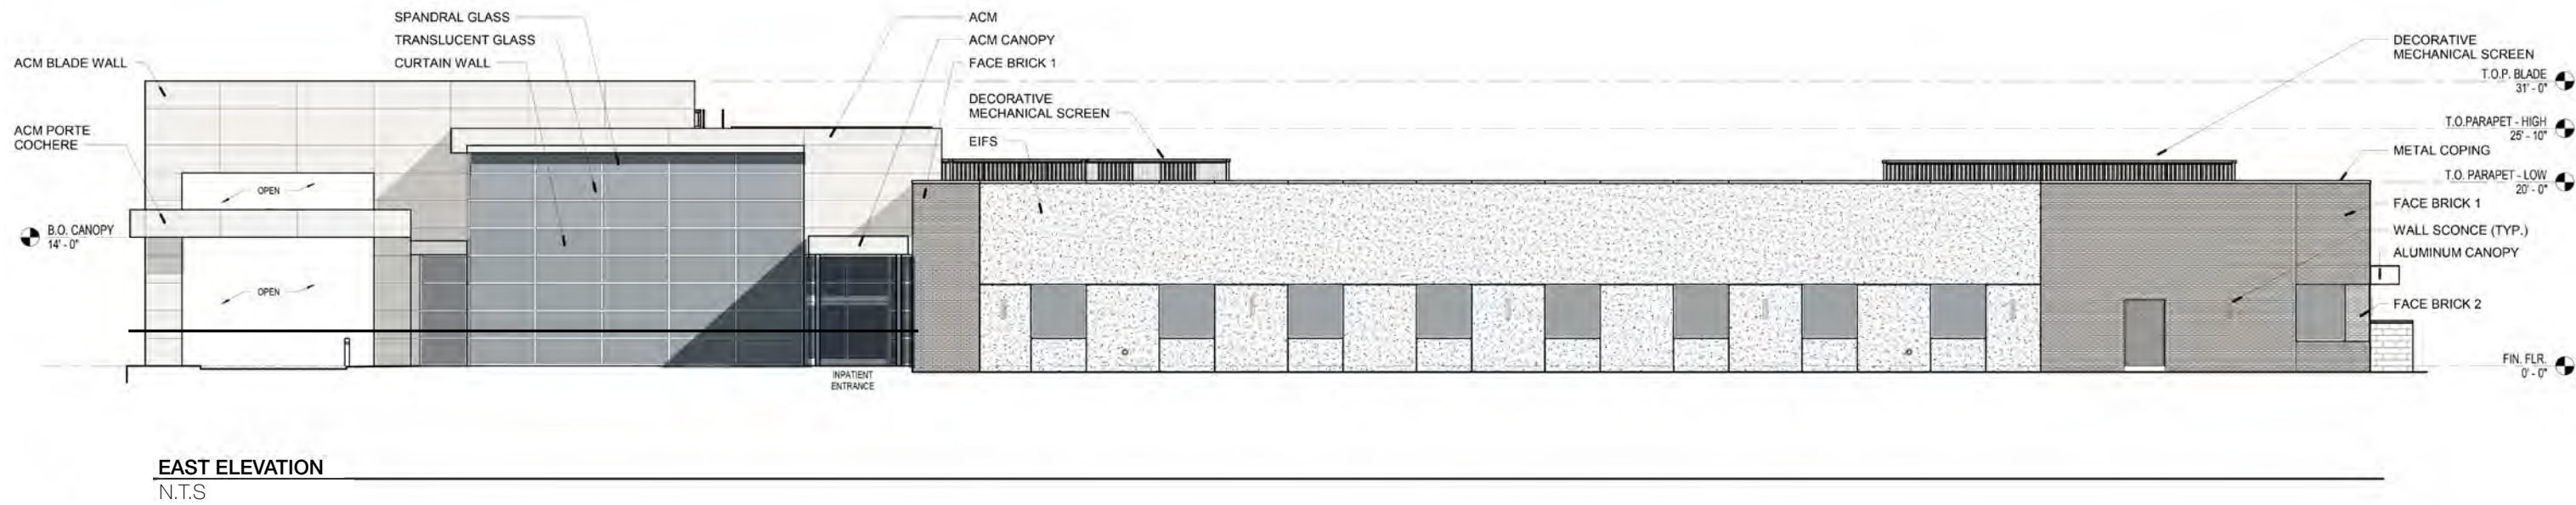 SPANDRAL GLASS
TRANSLUCENT GLASS
CURTAIN WALL
ACM BLADE WALL
ACM PORTE
COCHERE
B.O. CANOPY
14' - 0"
OPEN
OPEN
ACM
ACM CANOPY
FACE BRICK 1
DECORATIVE
MECHANICAL SCREEN
EIFS
INPATIENT
ENTRANCE
DECORATIVE
MECHANICAL SCREEN
T.O.P. BLADE
31' - 0"
T.O.PARAPET - HIGH
25' - 10"
METAL COPING
T.O. PARAPET - LOW
20' - 0"
FACE BRICK 1
WALL SCONCE (TYP.)
ALUMINUM CANOPY
FACE BRICK 2
FIN. FLR.
0' - 0"
EAST ELEVATION
N.T.S